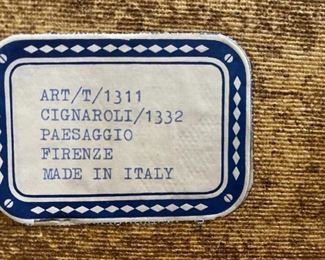 ART/T/1311
CIGNAROLI/1332
PAESAGGIO
FIRENZE
MADE IN ITALY